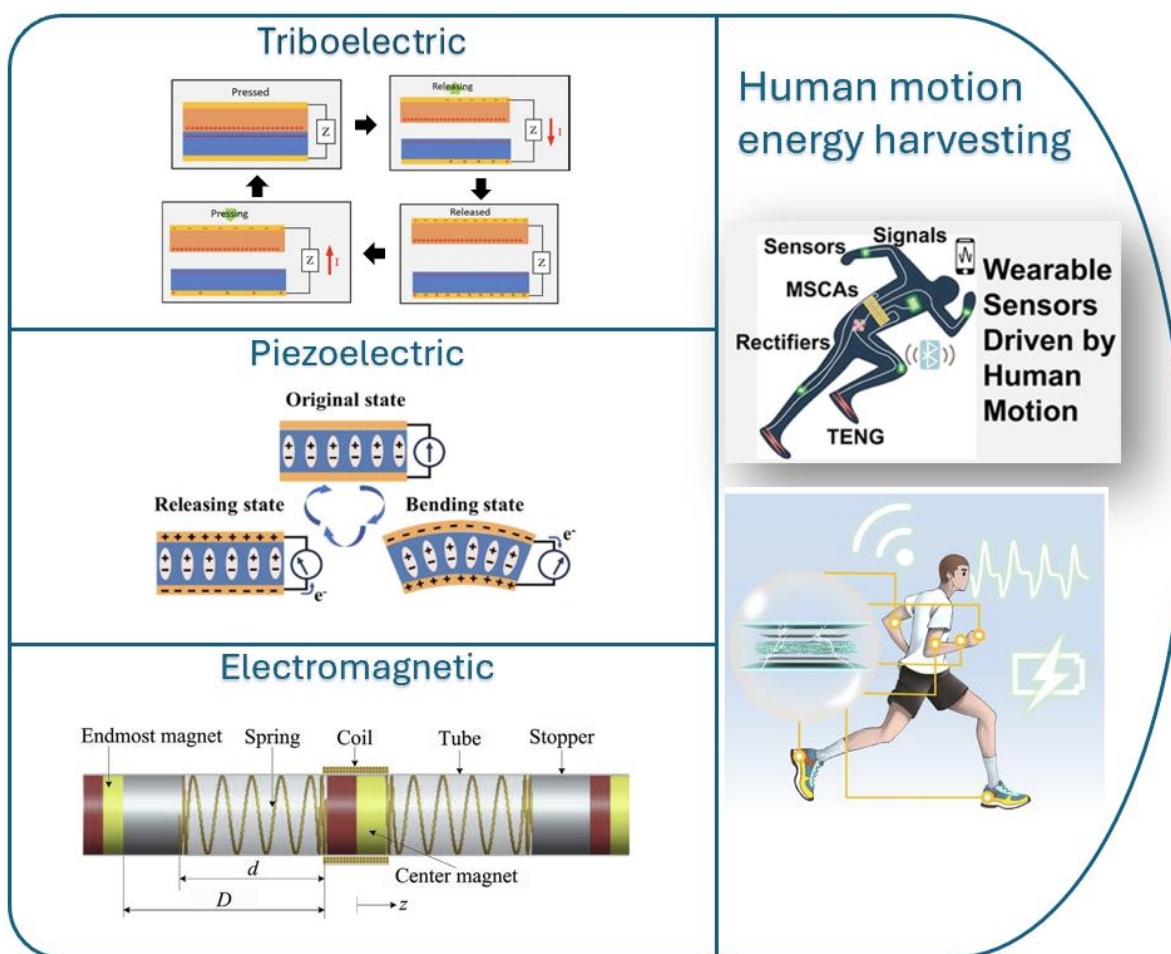 Triboelectric
Pressed
Z
Releasing
Z
I
Pressing
Z
I
Released
Z
Piezoelectric
Original state
Releasing state
Bending state
e-
e-
Electromagnetic
Endmost magnet
Spring
Coil
Tube
Stopper
d
Center magnet
D
z
Human motion
energy harvesting
Sensors
Signals
MSCAs
Rectifiers
TENG
Wearable
Sensors
Driven by
Human
Motion